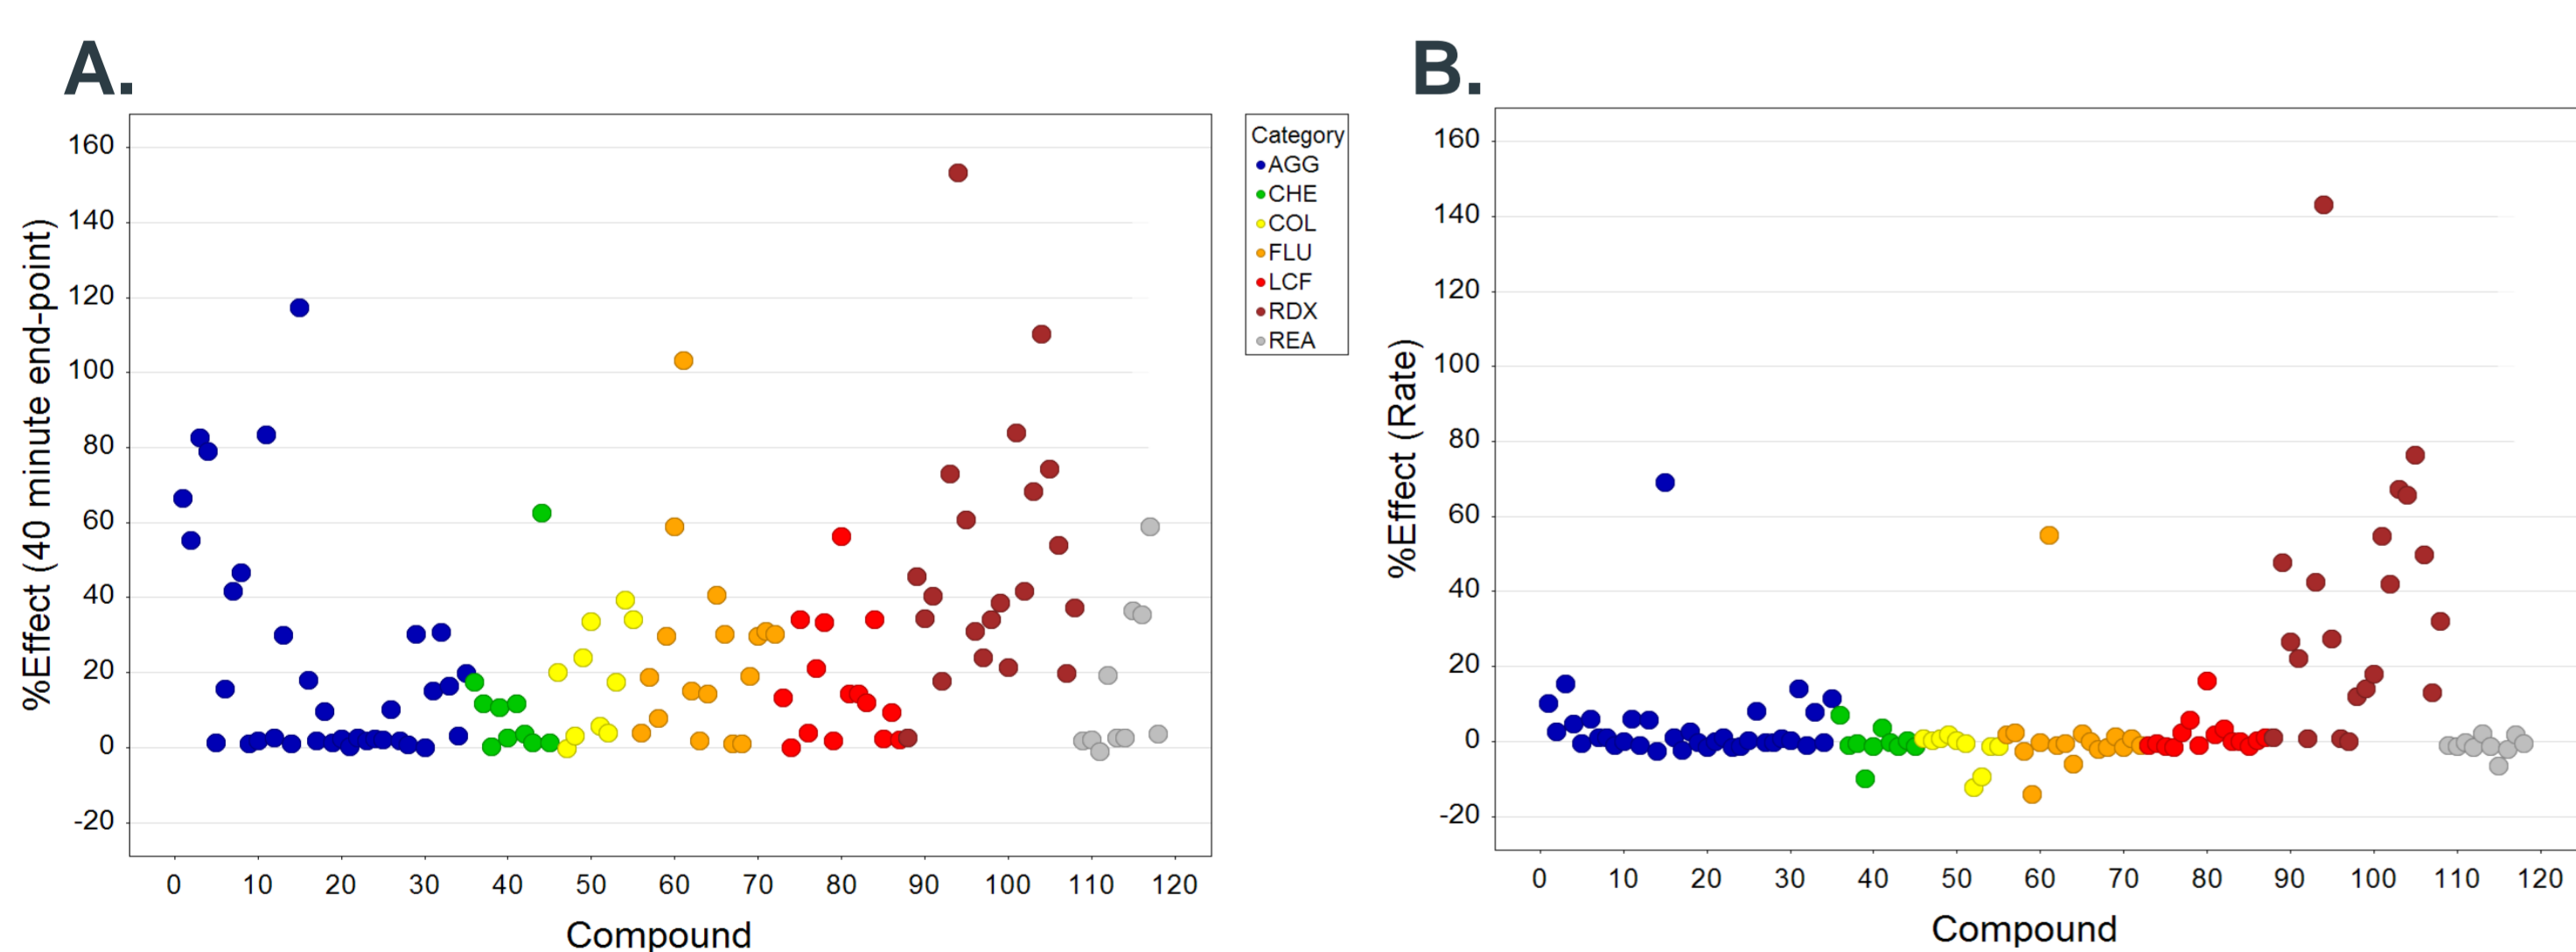 A.
%Effect (40 minute end-point)
160
140
120
100
80
60
40
20
0
-20
0 10 20 30 40 50 60 70 80 90 100 110 120
Compound
Category
AGG
CHE
COL
FLU
LCF
RDX
REA
B.
%Effect (Rate)
160
140
120
100
80
60
40
20
0
-20
0 10 20 30 40 50 60 70 80 90 100 110 120
Compound